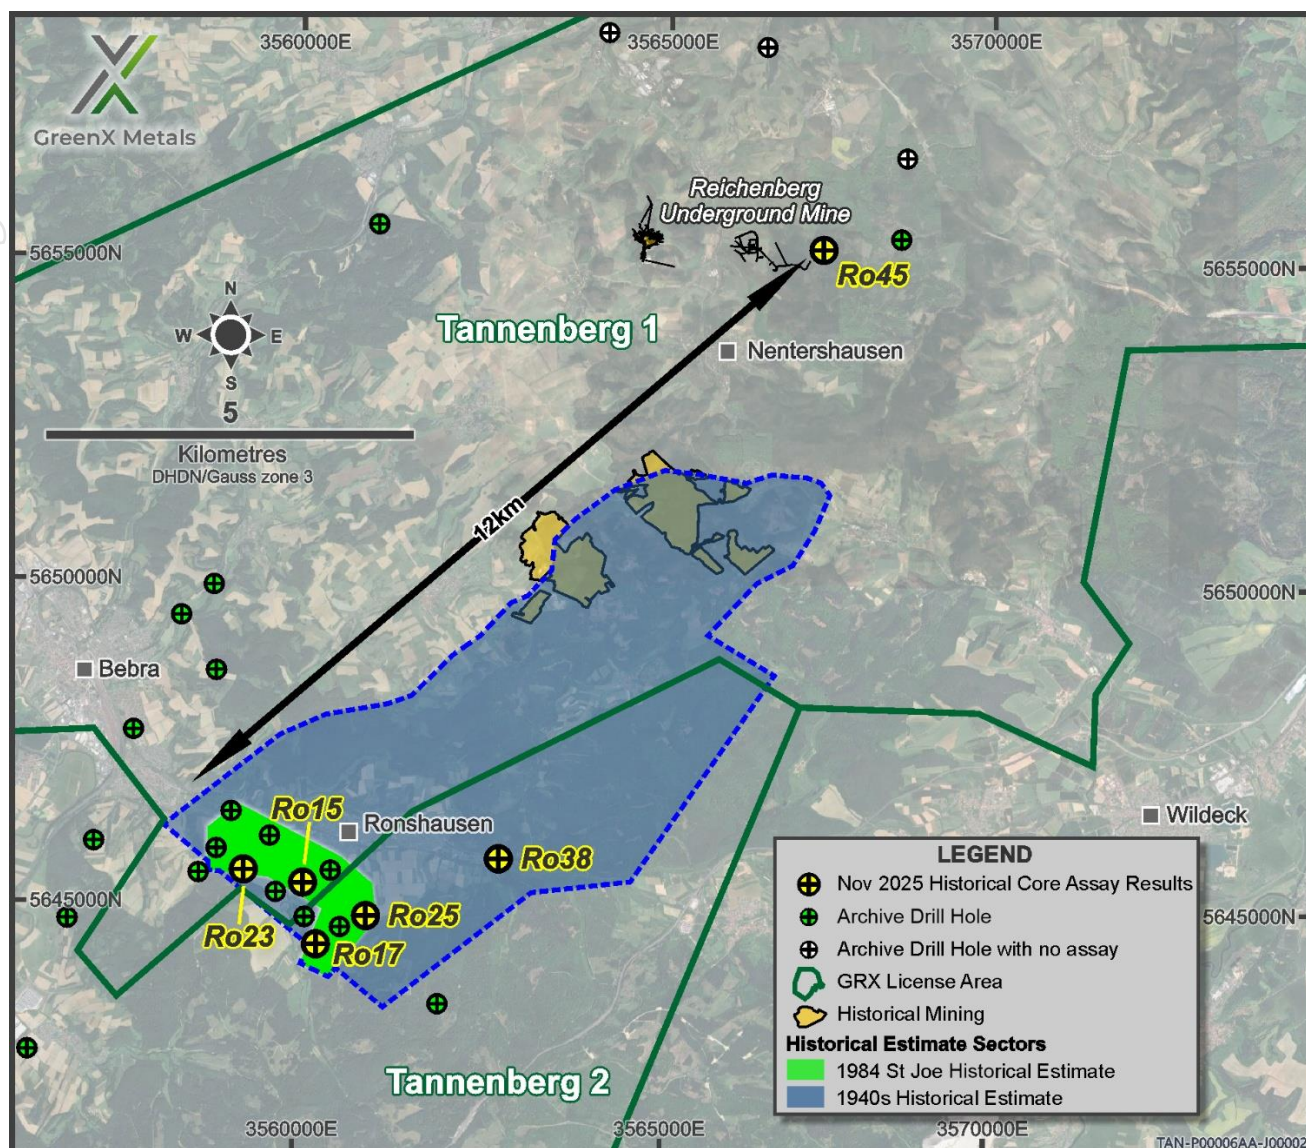 3560000E
3565000E
3570000E
GreenX Metals
Reichenberg
Underground Mine
5655000N
5655000N
Ro45
N
W
E
S
Tannenberg 1
Nentershausen
5
Kilometres
DHDN/Gauss zone 3
12km
5650000N
5650000N
Bebra
Ro15
Ronshausen
Wildeck
Ro38
Ro25
Ro23
Ro17
5645000N
5645000N
LEGEND
Nov 2025 Historical Core Assay Results
Archive Drill Hole
Archive Drill Hole with no assay
GRX License Area
Historical Mining
Historical Estimate Sectors
1984 St Joe Historical Estimate
1940s Historical Estimate
Tannenberg 2
3560000E
3565000E
3570000E
TAN-P00006AA-J00002